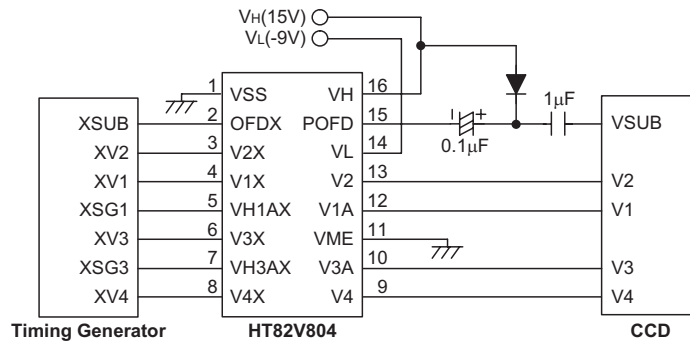 VH(15V)
VL(-9V)
1 VSS VH 16
XSUB 2 OFDX POFD 15 + 0.1μF 1μF VSUB
XV2 3 V2X VL 14
XV1 4 V1X V2 13 V2
XSG1 5 VH1AX V1A 12 V1
XV3 6 V3X VME 11
XSG3 7 VH3AX V3A 10 V3
XV4 8 V4X V4 9 V4
Timing Generator HT82V804 CCD